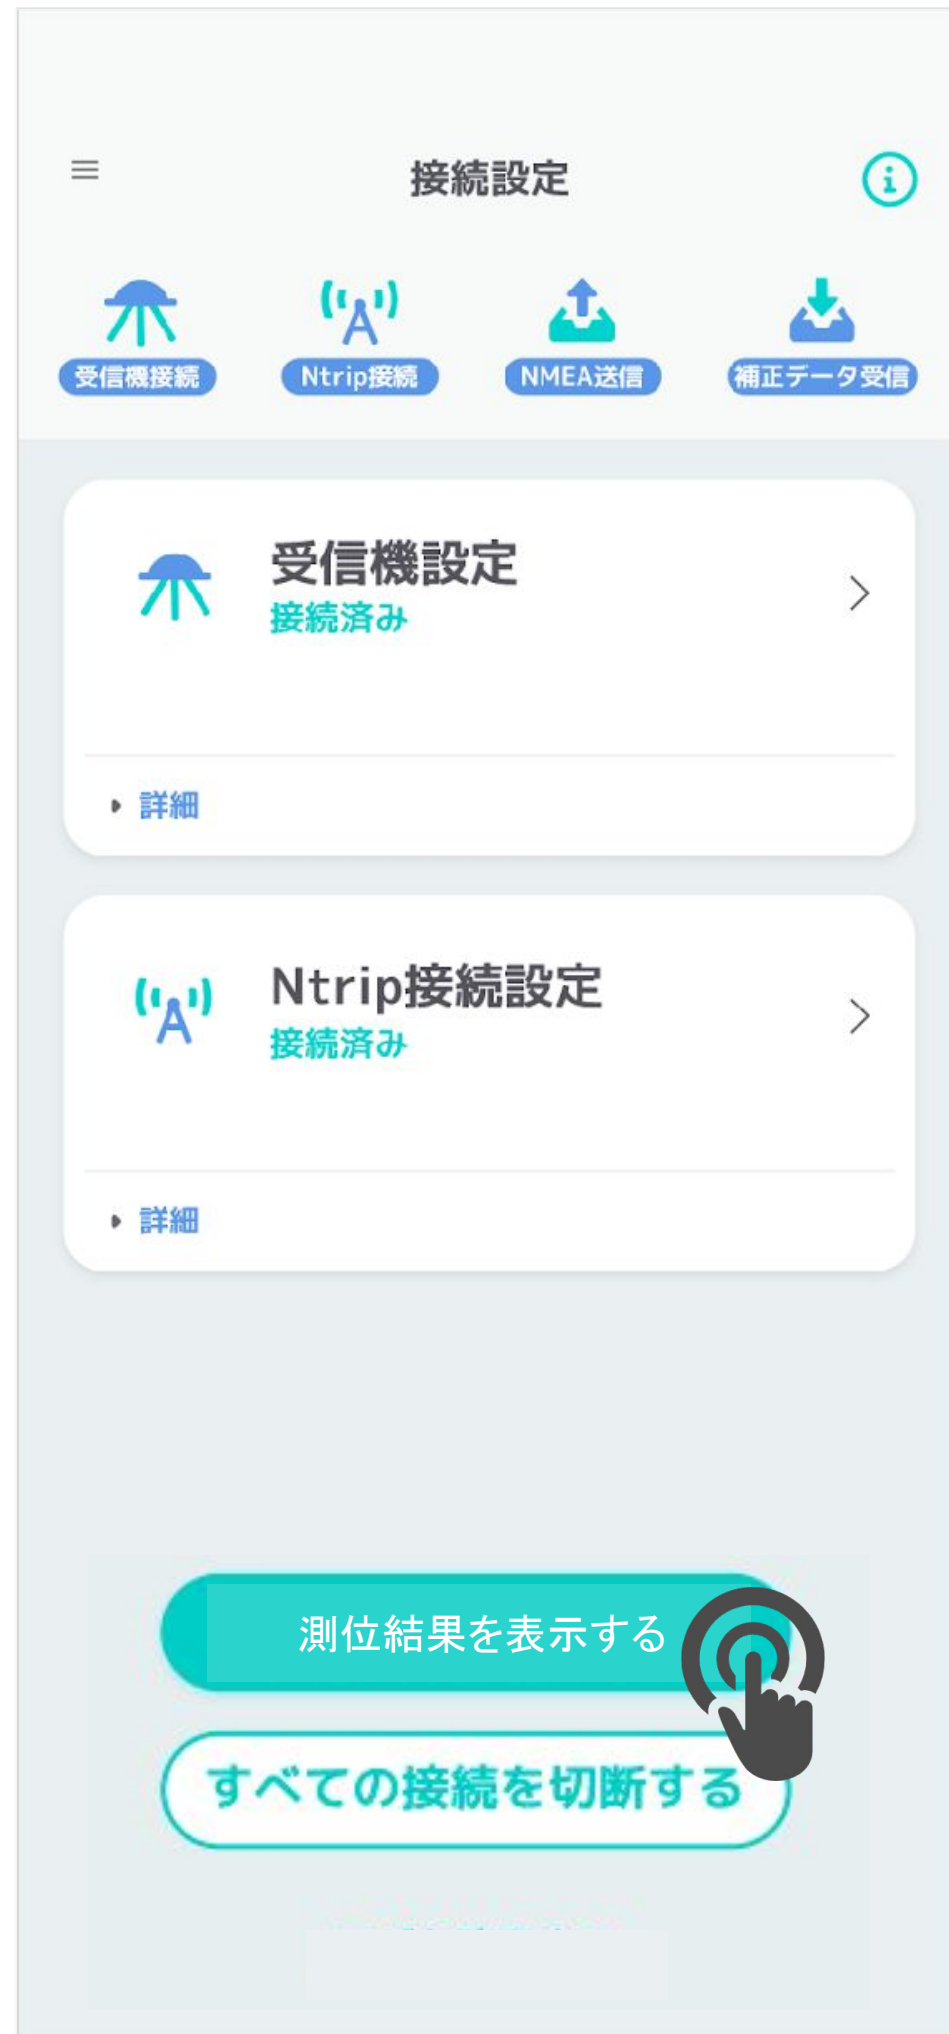 接続設定
受信機接続
Ntrip接続
NMEA送信
補正データ受信
受信機設定
接続済み
詳細
Ntrip接続設定
接続済み
詳細
測位結果を表示する
すべての接続を切断する